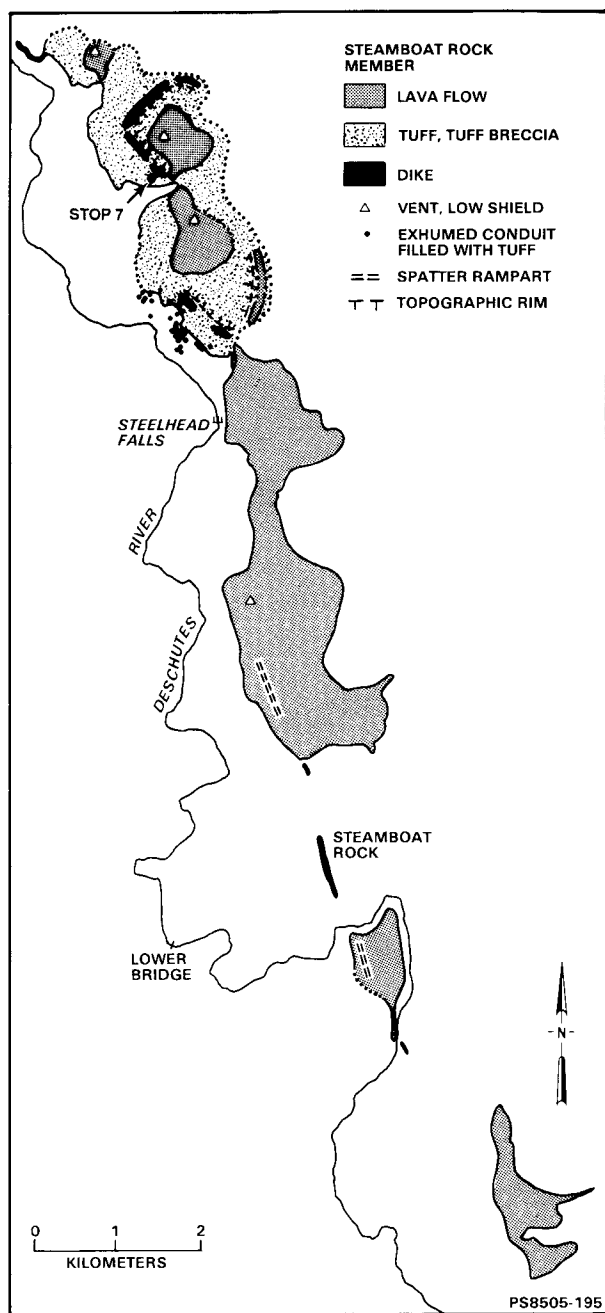 STEAMBOAT ROCK
MEMBER
LAVA FLOW
TUFF, TUFF BRECCIA
DIKE
VENT, LOW SHIELD
EXHUMED CONDUIT
FILLED WITH TUFF
SPATTER RAMPART
TOPOGRAPHIC RIM
STOP 7
STEELHEAD
FALLS
RIVER
DESCHUTES
STEAMBOAT
ROCK
LOWER
BRIDGE
N
0 1 2
KILOMETERS
PS8505-195